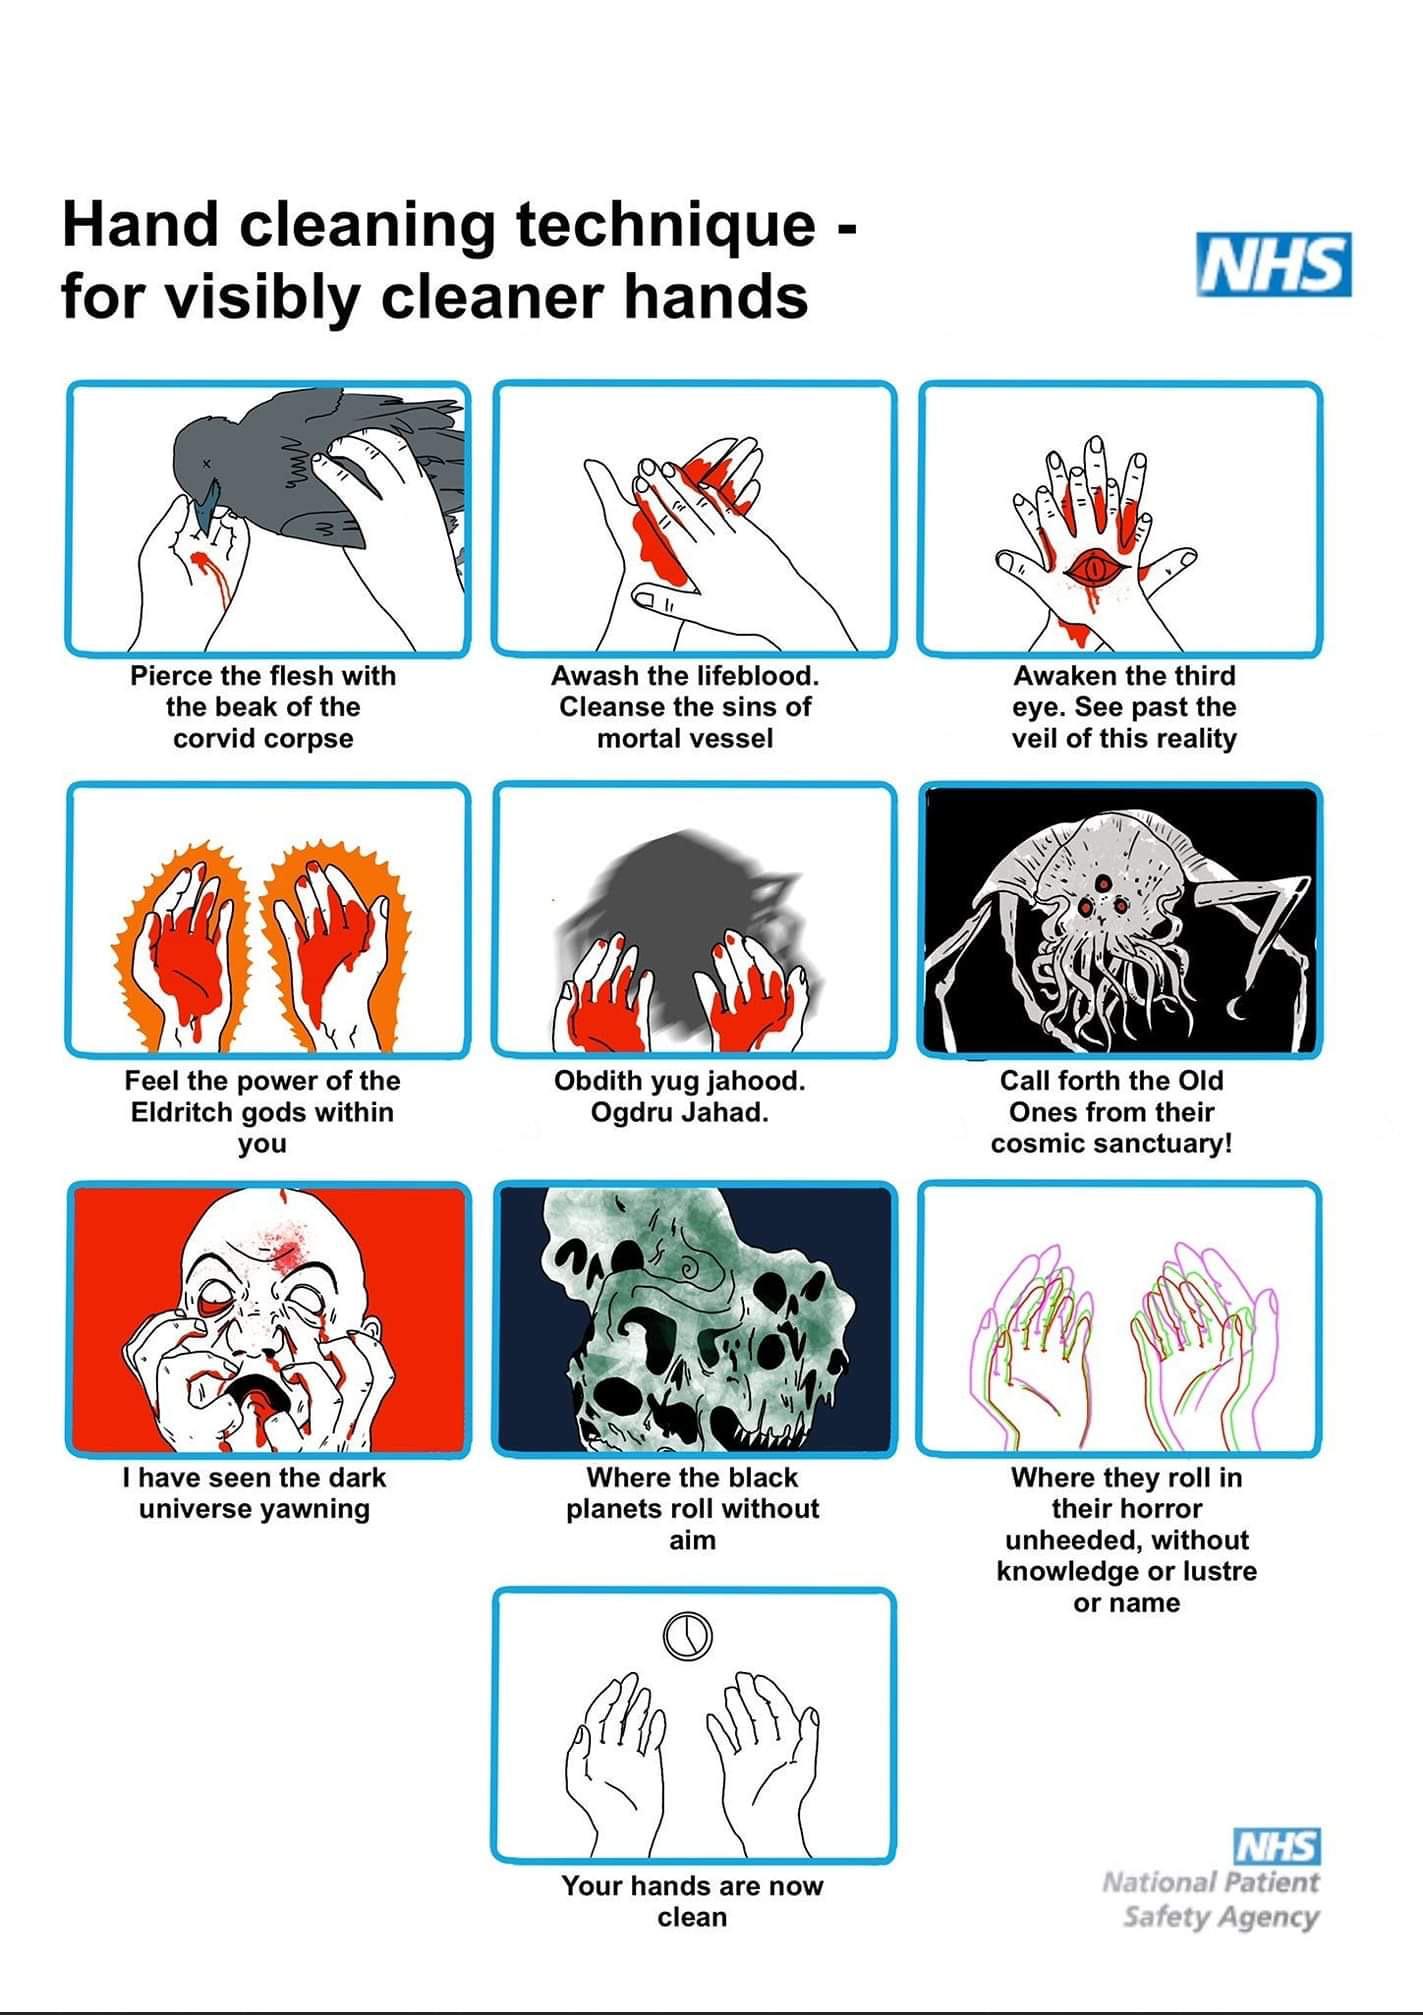 Hand cleaning technique -
for visibly cleaner hands
NHS
Pierce the flesh with
the beak of the
corvid corpse
Awash the lifeblood.
Cleanse the sins of
mortal vessel
Awaken the third
eye. See past the
veil of this reality
Feel the power of the
Eldritch gods within
you
Obdith yug jahood.
Ogdru Jahad.
Call forth the Old
Ones from their
cosmic sanctuary!
I have seen the dark
universe yawning
Where the black
planets roll without
aim
Where they roll in
their horror
unheeded, without
knowledge or lustre
or name
Your hands are now
clean
NHS
National Patient
Safety Agency